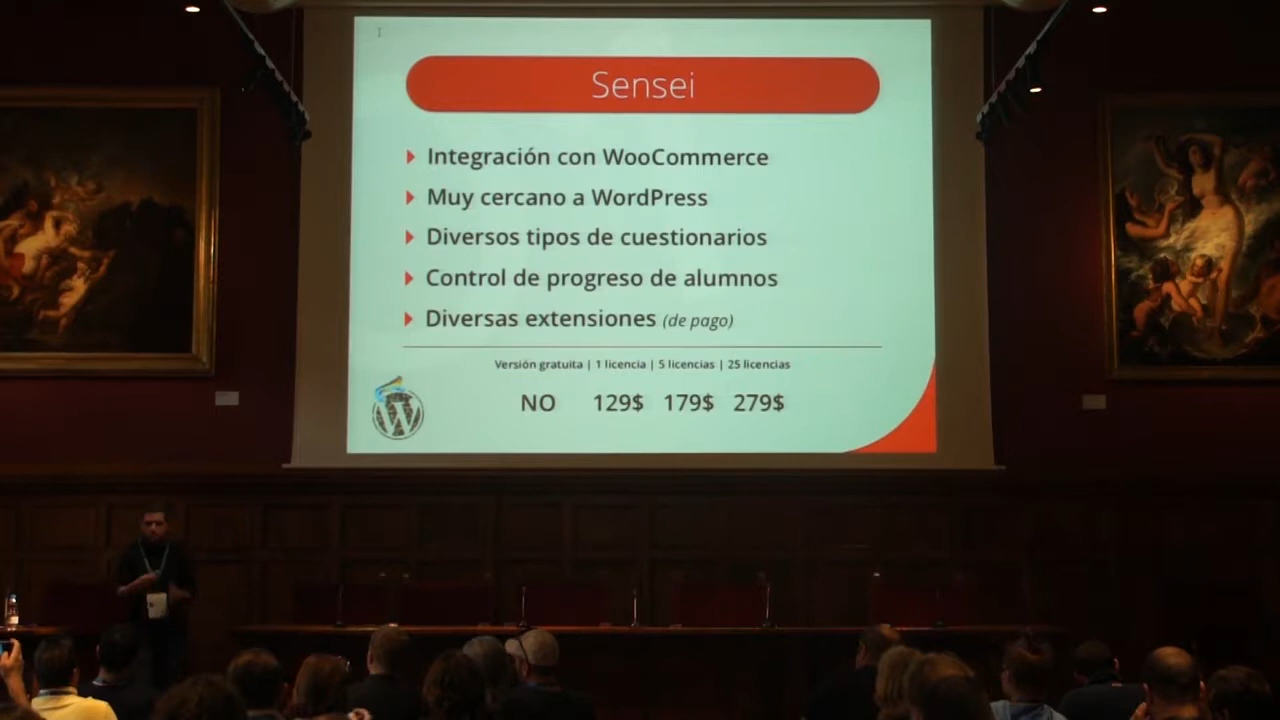 Sensei
Integración con WooCommerce
Muy cercano a WordPress
Diversos tipos de cuestionarios
Control de progreso de alumnos
Diversas extensiones (de pago)
Versión gratuita | 1 licencia | 5 licencias | 25 licencias
NO 129$ 179$ 279$
W